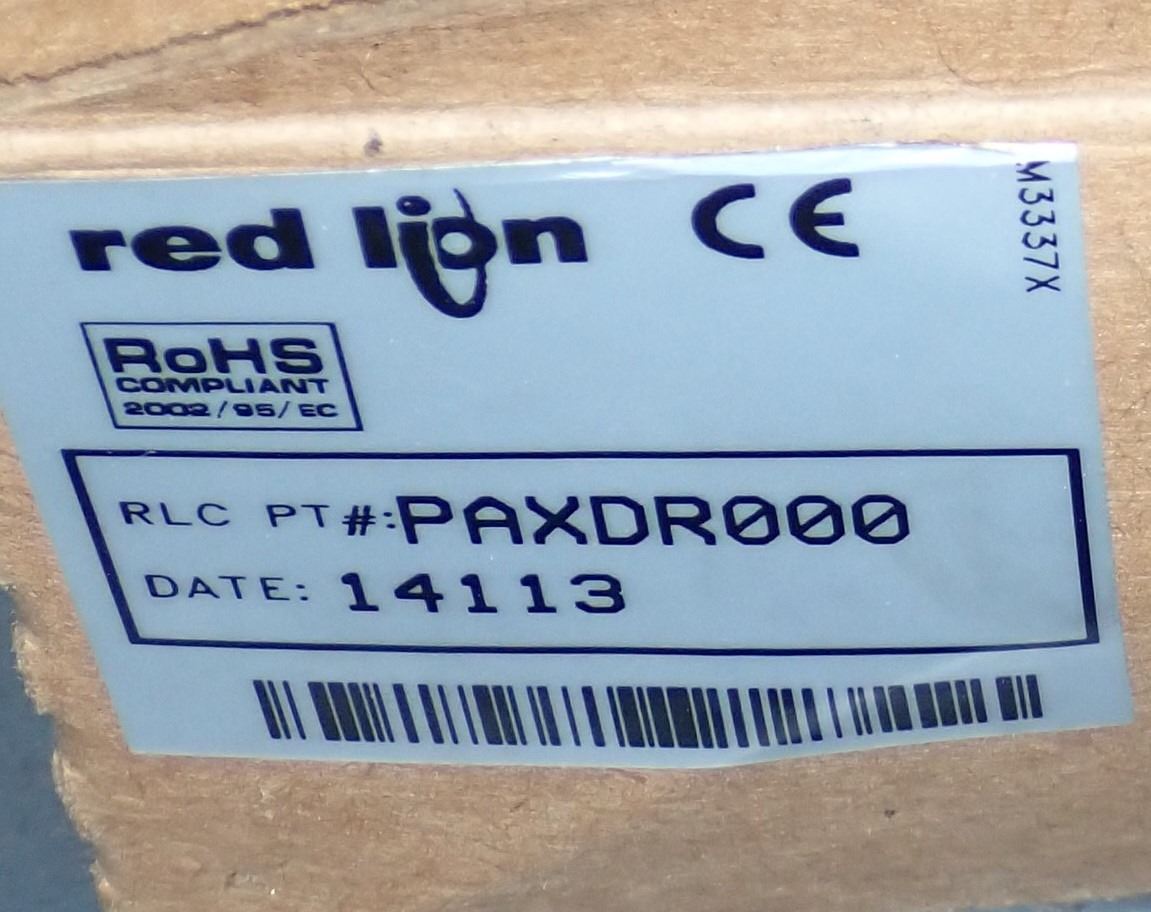 red lion CE
M3337X
RoHS
COMPLIANT
2002/95/EC
RLC PT#:PAXDR000
DATE: 14113